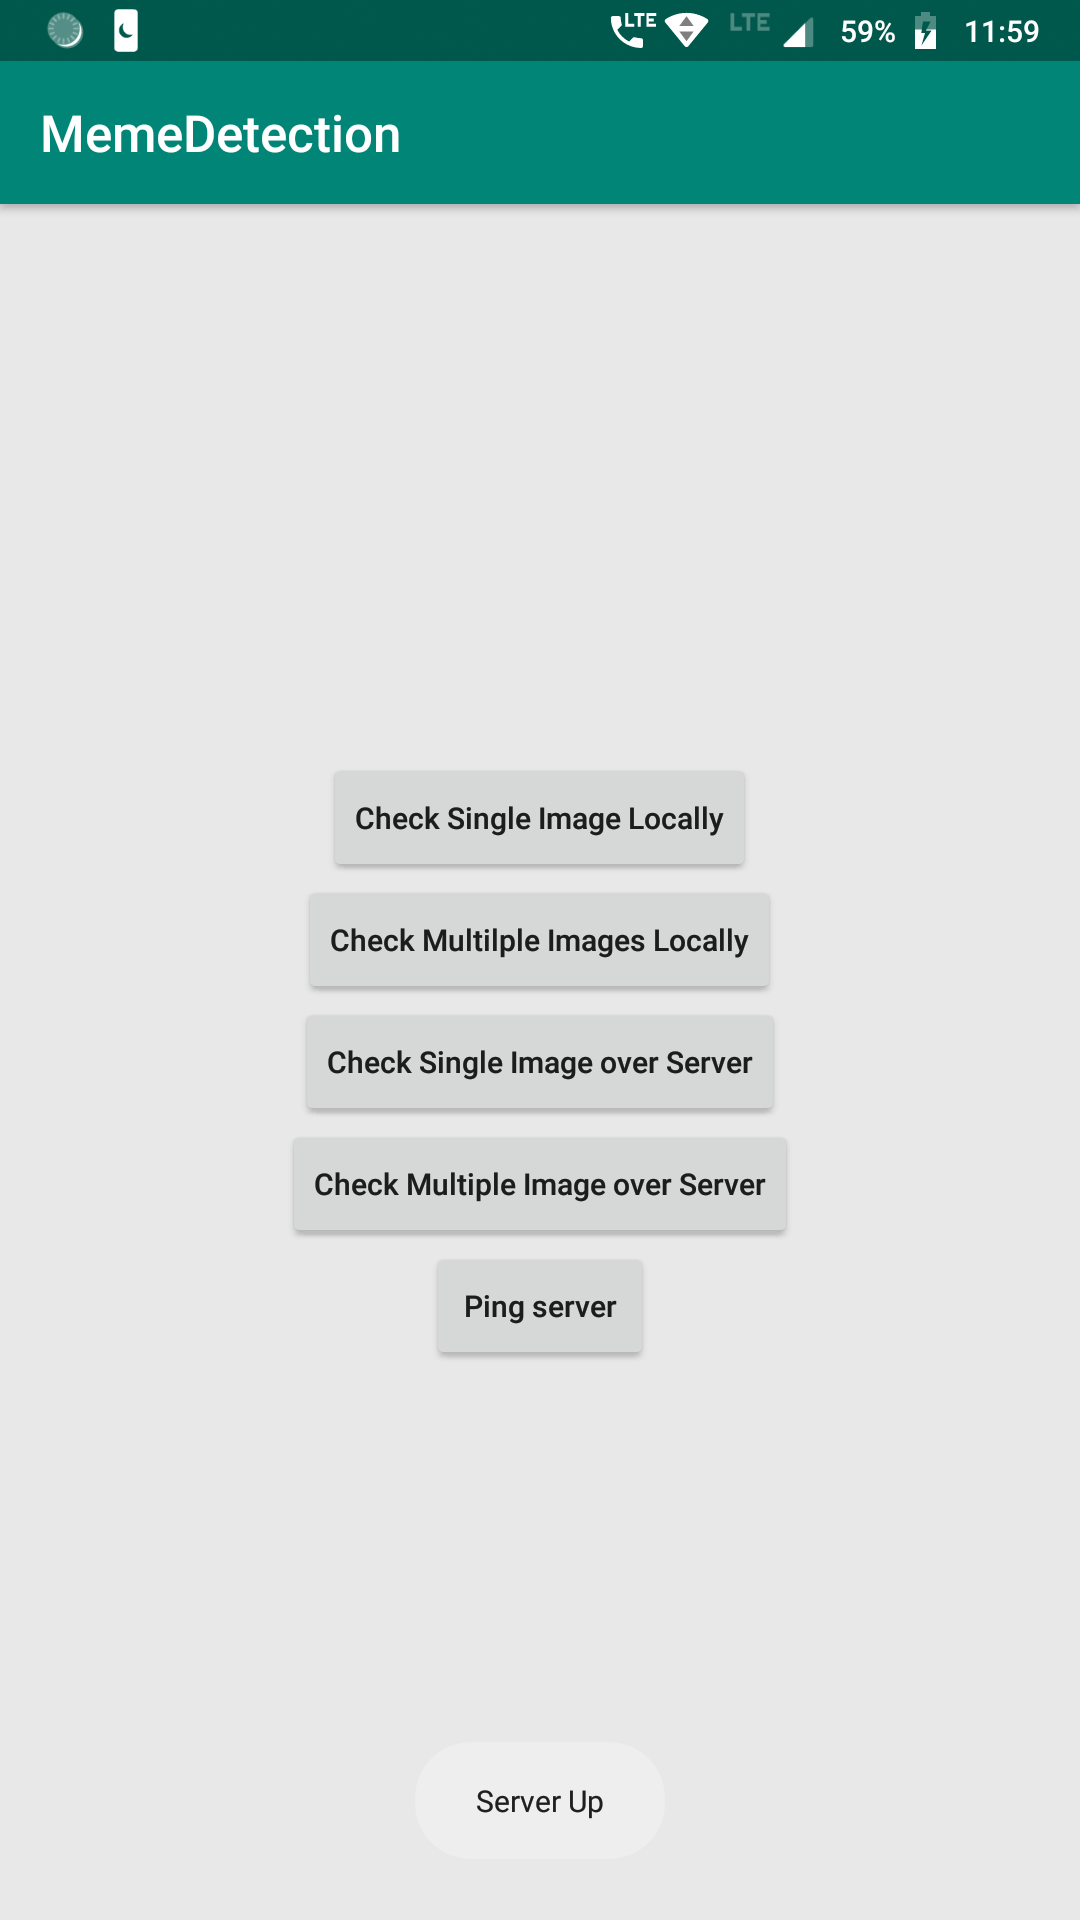 LTE LTE 59% 11:59
MemeDetection
Check Single Image Locally
Check Multilple Images Locally
Check Single Image over Server
Check Multiple Image over Server
Ping server
Server Up